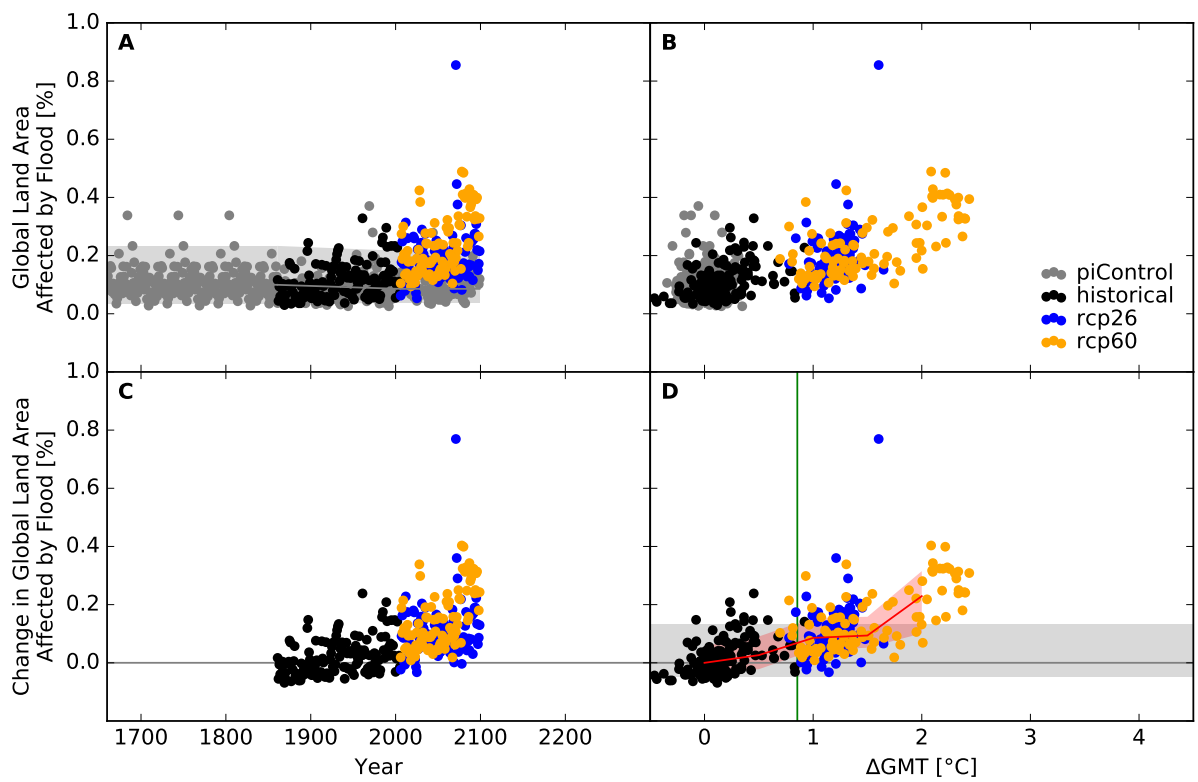 A
B
1.0
0.8
0.6
0.4
0.2
0.0
Global Land Area
Affected by Flood [%]
piControl
historical
rcp26
rcp60
C
D
1.0
0.8
0.6
0.4
0.2
0.0
Change in Global Land Area
Affected by Flood [%]
1700 1800 1900 2000 2100 2200
0 1 2 3 4
Year
ΔGMT [°C]